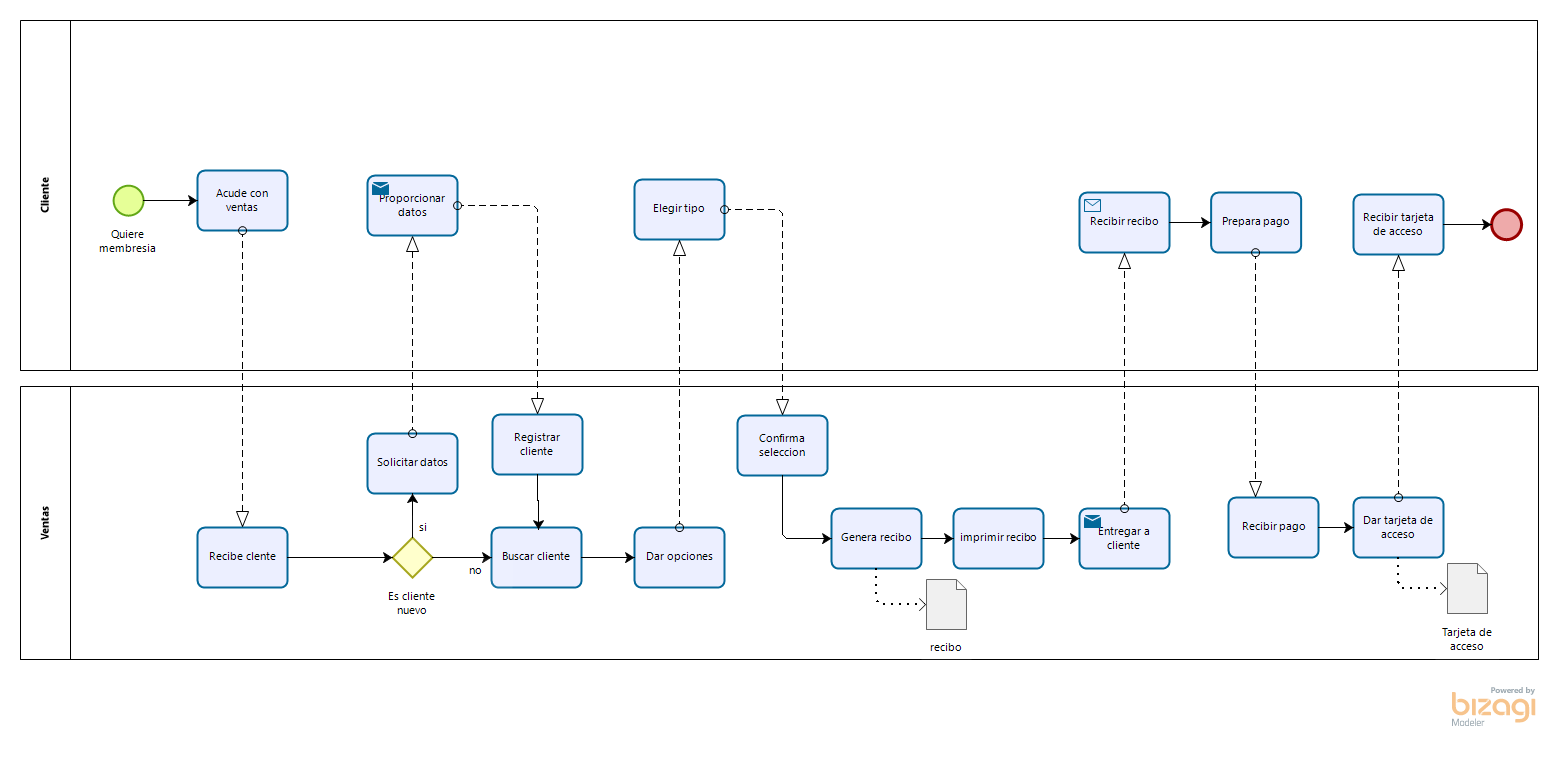 Cliente
Quiere
membresia
Acude con
ventas
Proporcionar
datos
Elegir tipo
Recibir recibo
Prepara pago
Recibir tarjeta
de acceso
Ventas
Recibe clente
Solicitar datos
si
no
Es cliente
nuevo
Registrar
cliente
Buscar cliente
Dar opciones
Confirma
seleccion
Genera recibo
recibo
imprimir recibo
Entregar a
cliente
Recibir pago
Dar tarjeta de
acceso
Tarjeta de
acceso
Powered by
bizagi
Modeler